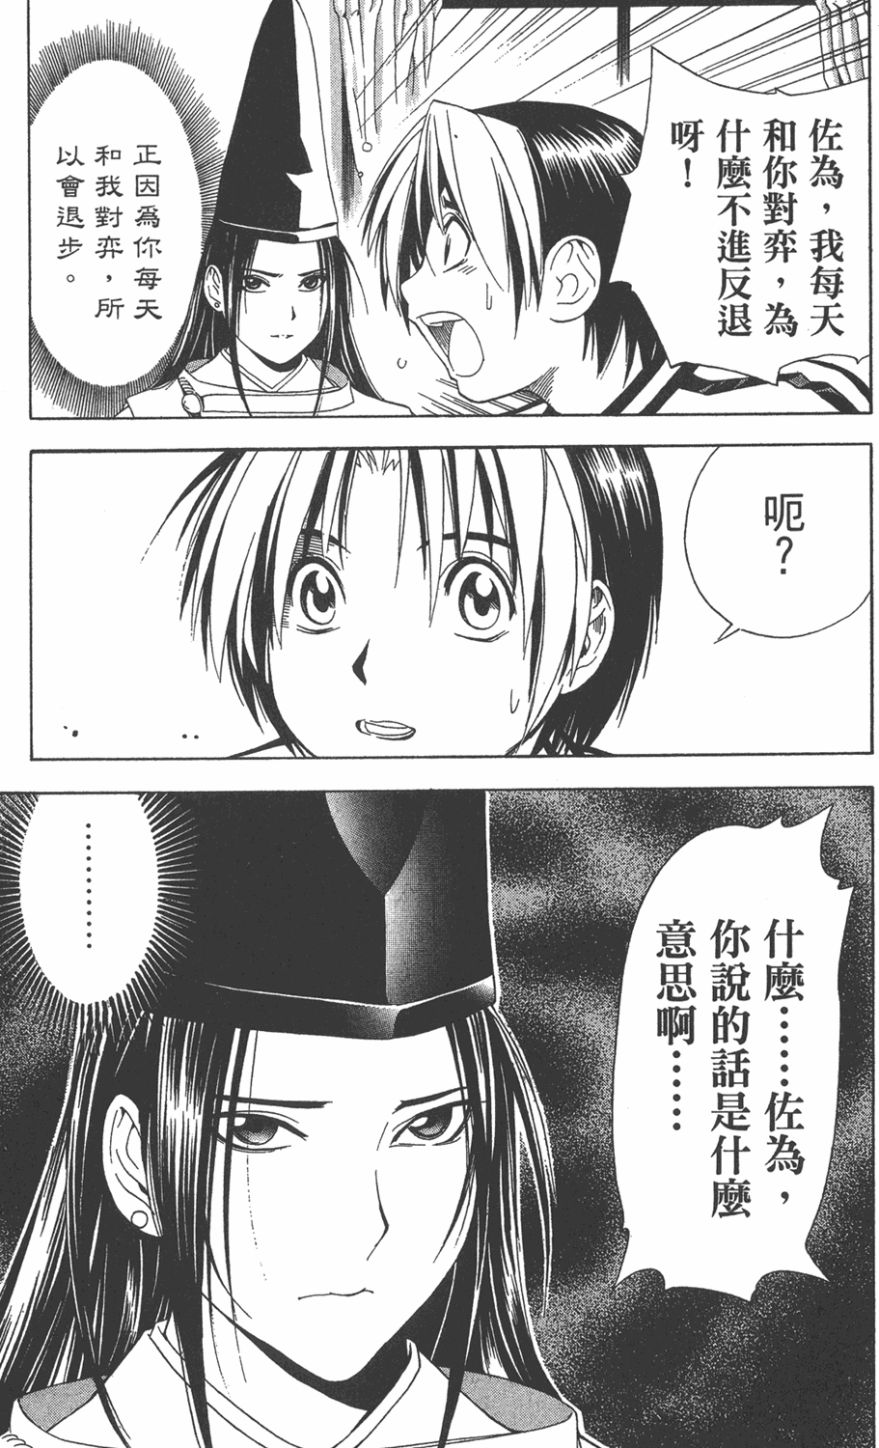 佐為，我每天
和你對弈，為
什麼不進反退
呀！
正因為你每天
和我對弈，所
以會退步。
呃？
什麼……佐為，
你說的話是什麼
意思啊……
………